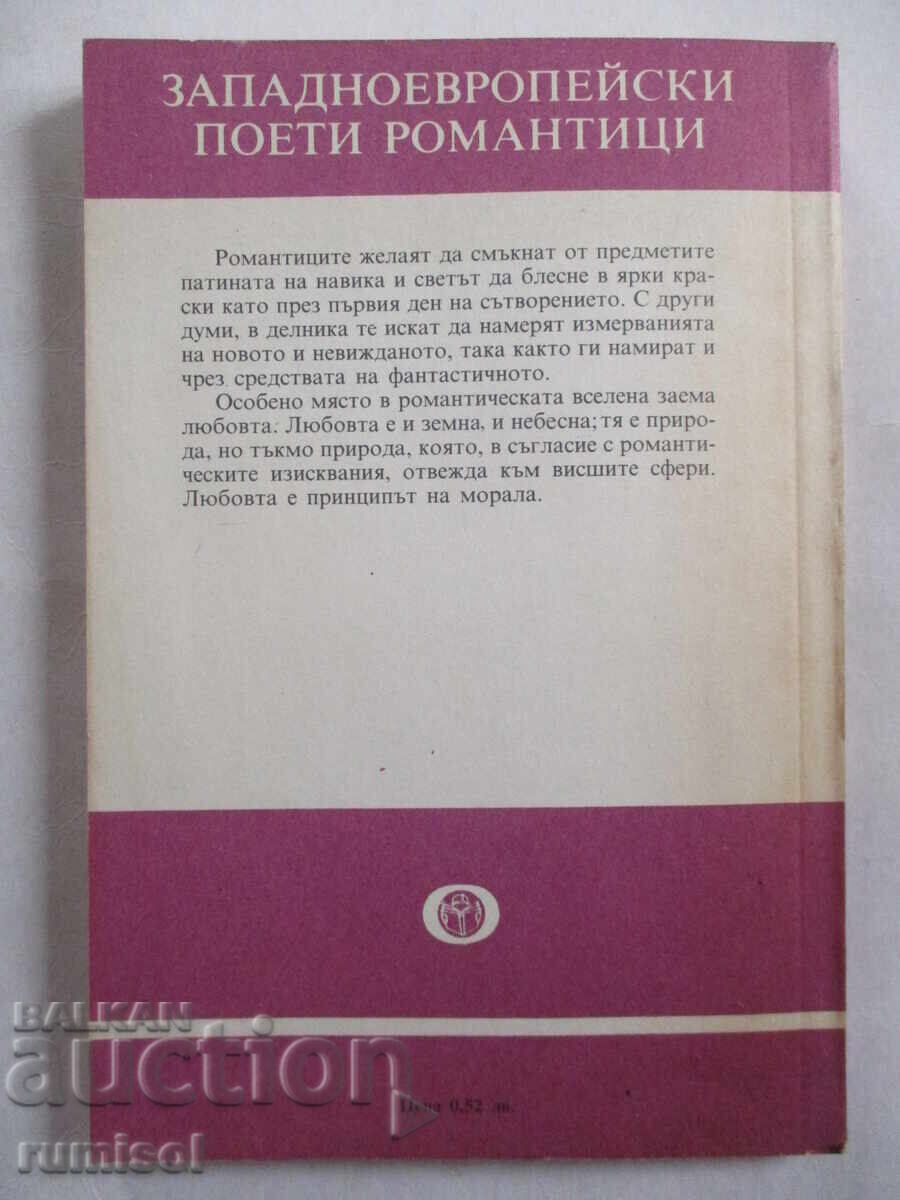 ЗАПАДНОЕВРОПЕЙСКИ
ПОЕТИ РОМАНТИЦИ
Романтиците желаят да смъкнат от предметите
патината на навика и светът да блесне в ярки кра-
ски като през първия ден на сътворението. С други
думи, в делника те искат да намерят измерванията
на новото и невижданото, така както ги намират и
чрез средствата на фантастичното.
Особено място в романтическата вселена заема
любовта. Любовта е и земна, и небесна; тя е приро-
да, но тъкмо природа, която, в съгласие с романти-
ческите изисквания, отвежда към висшите сфери.
Любовта е принципът на морала.
BALKAN
auction
Цена 0,52 лв.
rumisol